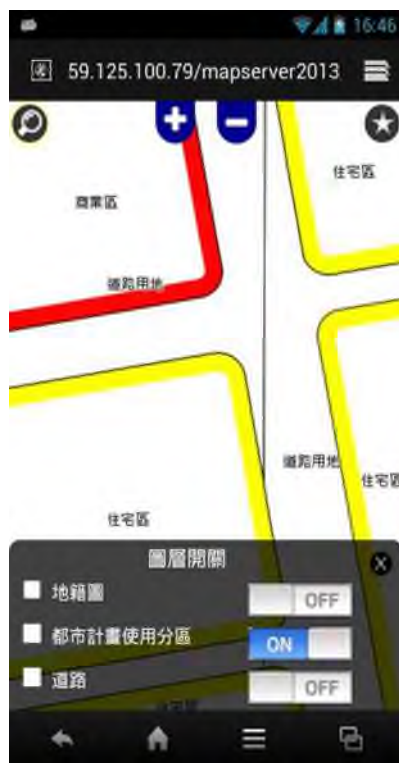 16:46
59.125.100.79/mapserver2013
住宅區
商業區
道路用地
道路用地
住宅區
住宅區
圖層開關
X
地籍圖
OFF
都市計畫使用分區
ON
道路
OFF